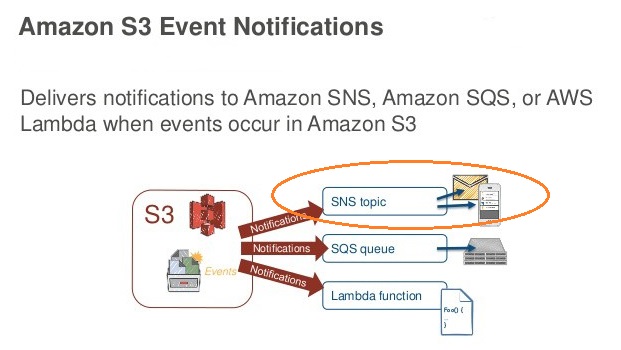 Amazon S3 Event Notifications
Delivers notifications to Amazon SNS, Amazon SQS, or AWS
Lambda when events occur in Amazon S3
S3
Events
Notifications
SNS topic
Notifications
SQS queue
Notifications
Lambda function
Foo() {
}